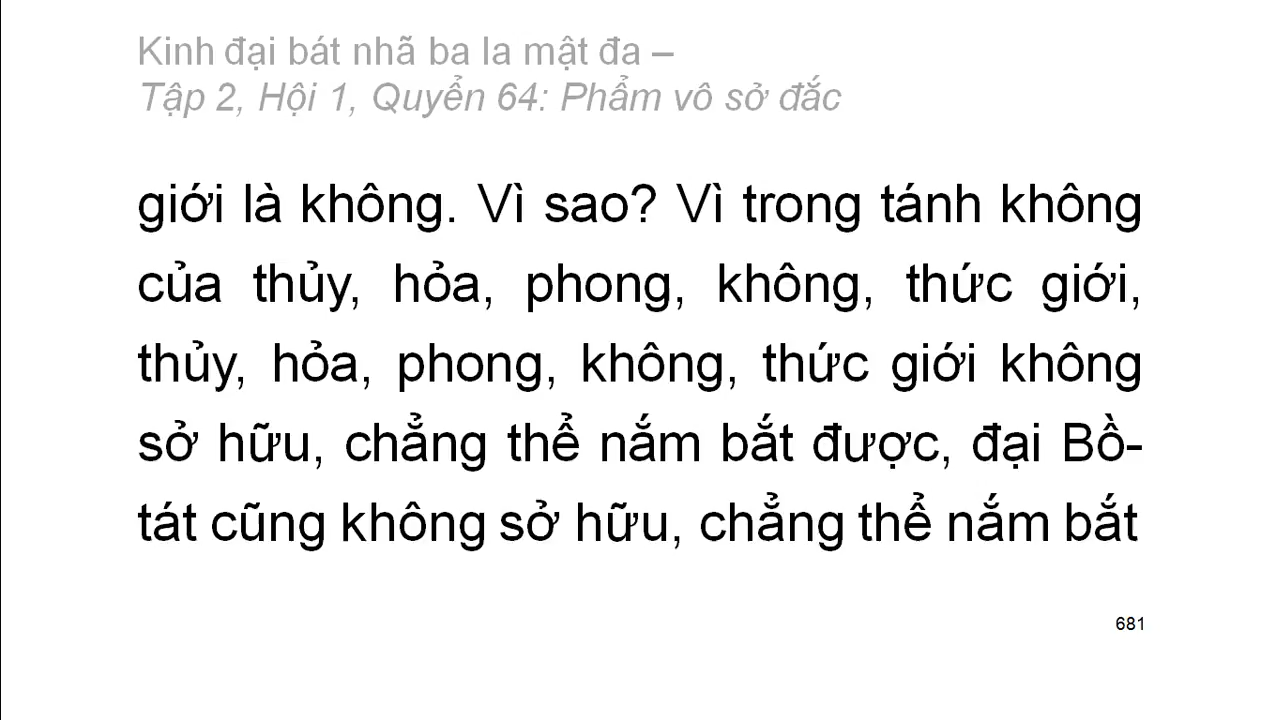 Kinh đại bát nhã ba la mật đa –
Tập 2, Hội 1, Quyển 64: Phẩm vô sở đắc
giới là không. Vì sao? Vì trong tánh không
của thủy, hỏa, phong, không, thức giới,
thủy, hỏa, phong, không, thức giới không
sở hữu, chẳng thể nắm bắt được, đại Bồ-
tát cũng không sở hữu, chẳng thể nắm bắt
681